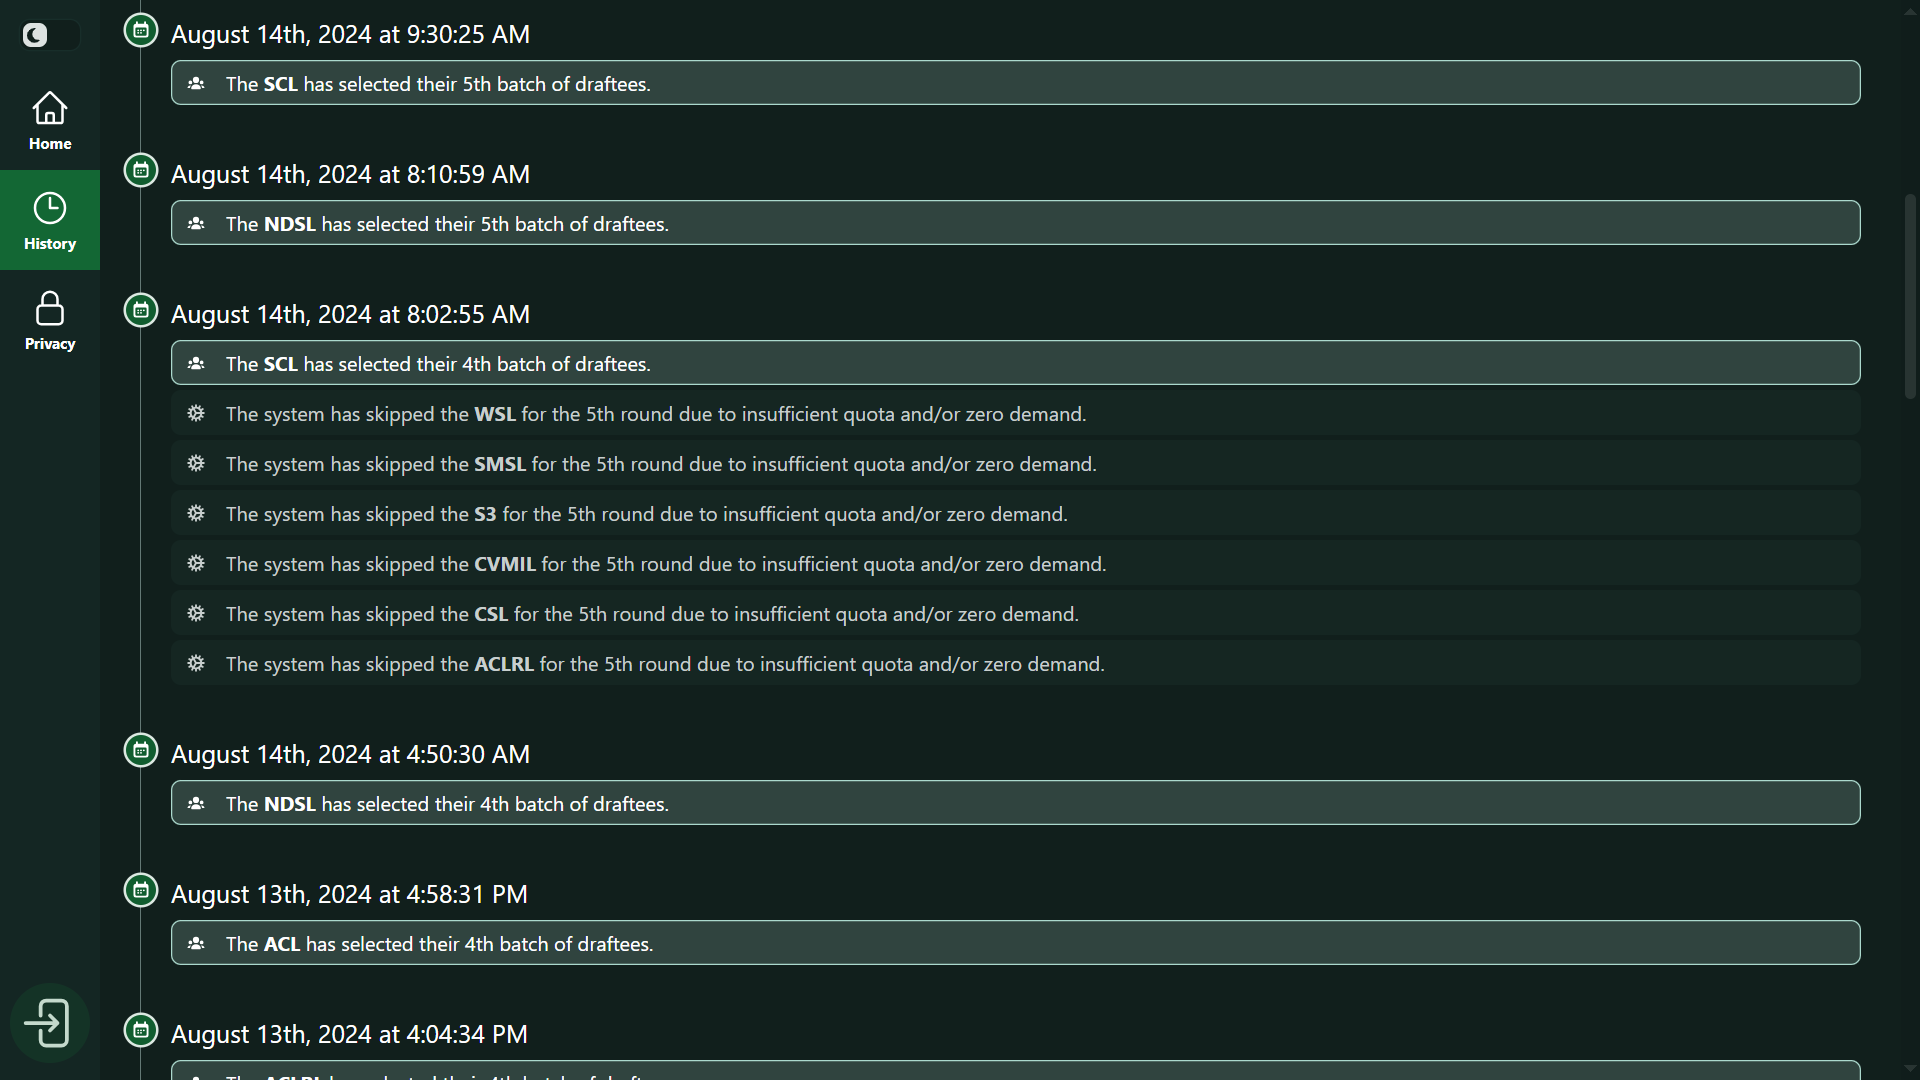 Home
History
Privacy
August 14th, 2024 at 9:30:25 AM
The SCL has selected their 5th batch of draftees.
August 14th, 2024 at 8:10:59 AM
The NDSL has selected their 5th batch of draftees.
August 14th, 2024 at 8:02:55 AM
The SCL has selected their 4th batch of draftees.
The system has skipped the WSL for the 5th round due to insufficient quota and/or zero demand.
The system has skipped the SMSL for the 5th round due to insufficient quota and/or zero demand.
The system has skipped the S3 for the 5th round due to insufficient quota and/or zero demand.
The system has skipped the CVMIL for the 5th round due to insufficient quota and/or zero demand.
The system has skipped the CSL for the 5th round due to insufficient quota and/or zero demand.
The system has skipped the ACLRL for the 5th round due to insufficient quota and/or zero demand.
August 14th, 2024 at 4:50:30 AM
The NDSL has selected their 4th batch of draftees.
August 13th, 2024 at 4:58:31 PM
The ACL has selected their 4th batch of draftees.
August 13th, 2024 at 4:04:34 PM